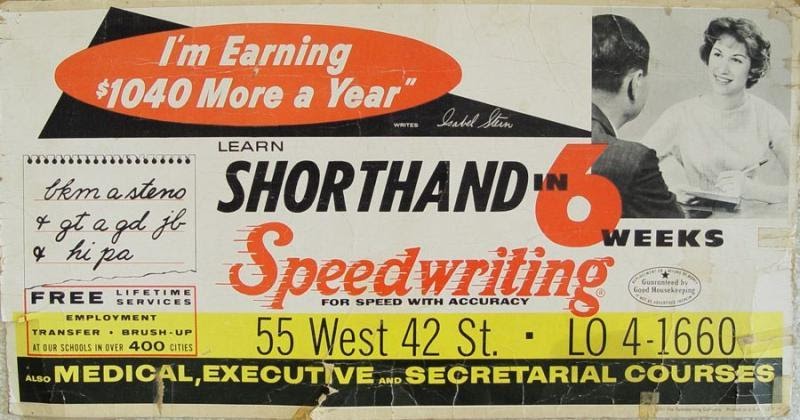 I'm Earning
$1040 More a Year"
WRITES Isabel Stern
LEARN
SHORTHAND IN 6
WEEKS
bkm a steno
& gt a gd jb
& hi pa
Speedwriting®
FOR SPEED WITH ACCURACY
Guaranteed by
Good Housekeeping
FREE LIFETIME
SERVICES
EMPLOYMENT
TRANSFER • BRUSH-UP
AT OUR SCHOOLS IN OVER 400 CITIES
55 West 42 St. · LO 4-1660
ALSO MEDICAL, EXECUTIVE AND SECRETARIAL COURSES